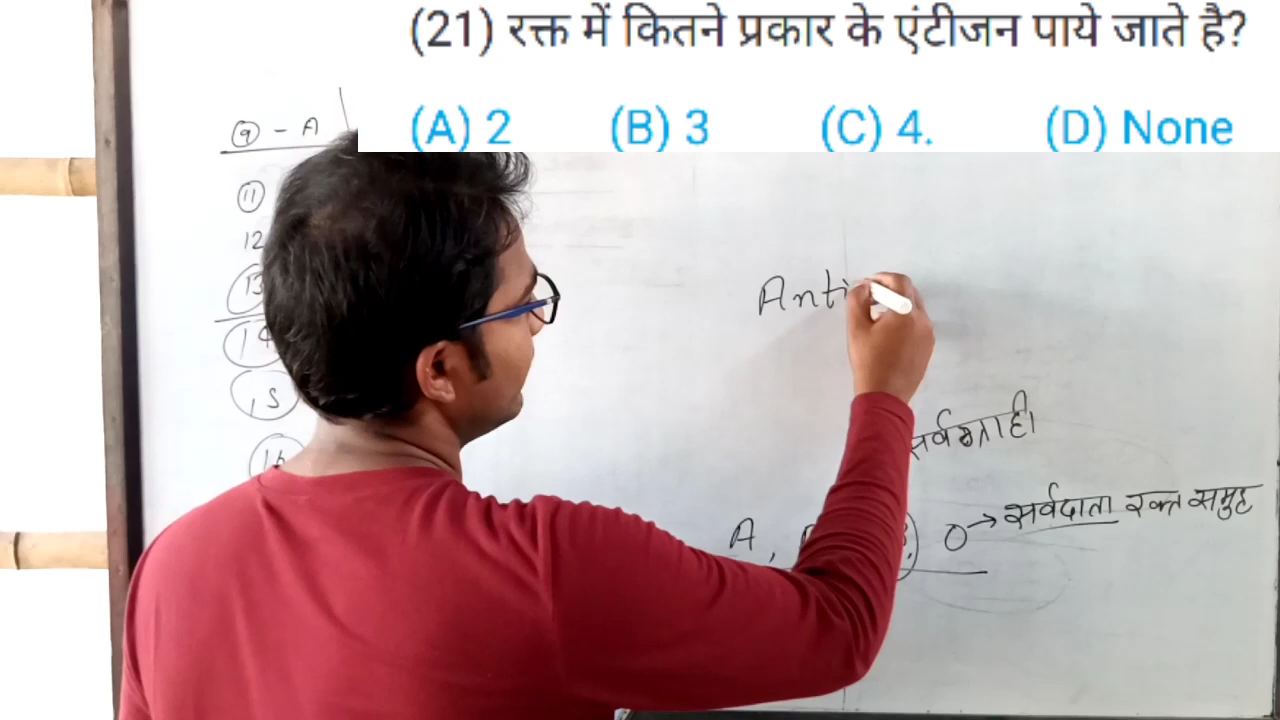 (21) रक्त में कितने प्रकार के एंटीजन पाये जाते है?
(A) 2 (B) 3 (C) 4. (D) None
9 - A
11
12
13
14
15
16
Anti
सर्वग्राही
A, B, O → सर्वदाता रक्त समुह